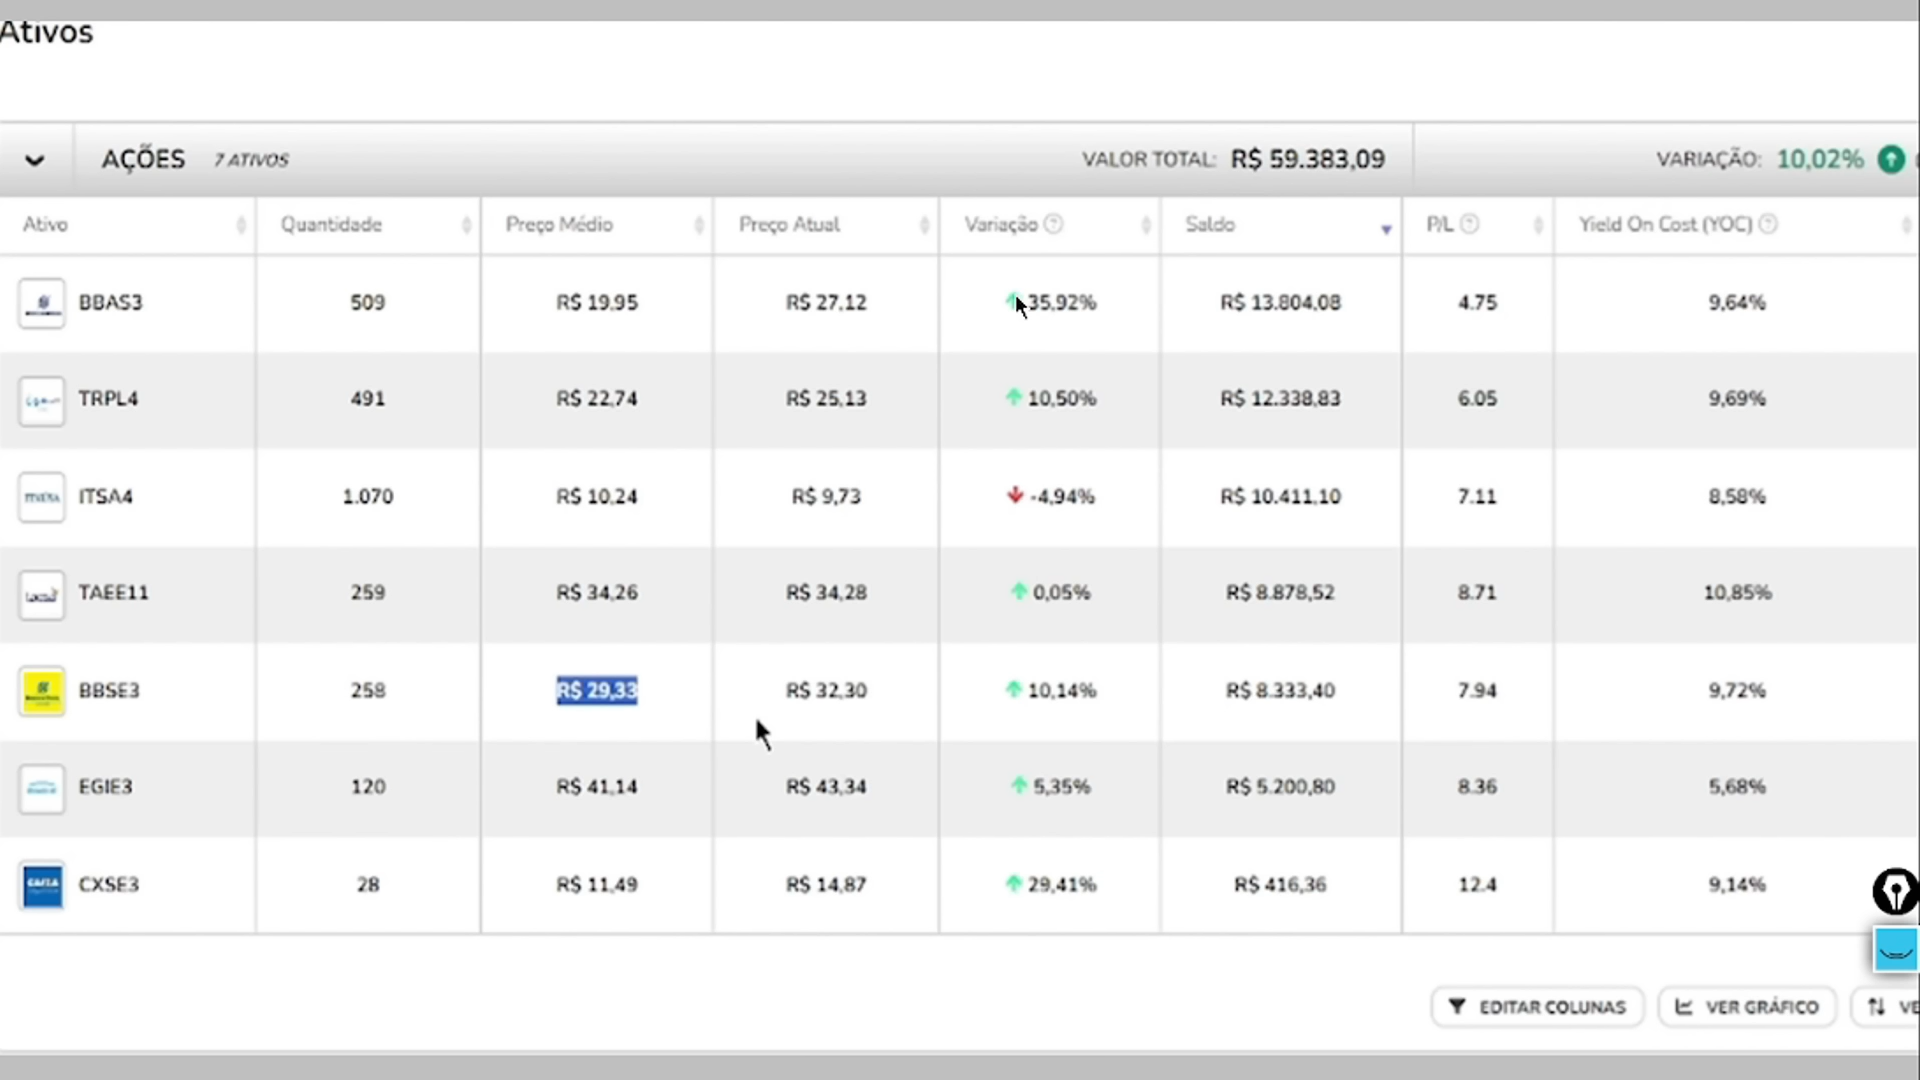 Ativos
AÇÕES 7 ATIVOS VALOR TOTAL: R$ 59.383,09 VARIAÇÃO: 10,02%
Ativo Quantidade Preço Médio Preço Atual Variação Saldo P/L Yield On Cost (YOC)
BBAS3 509 R$ 19,95 R$ 27,12 35,92% R$ 13.804,08 4.75 9,64%
TRPL4 491 R$ 22,74 R$ 25,13 10,50% R$ 12.338,83 6.05 9,69%
ITSA4 1.070 R$ 10,24 R$ 9,73 -4,94% R$ 10.411,10 7.11 8,58%
TAEE11 259 R$ 34,26 R$ 34,28 0,05% R$ 8.878,52 8.71 10,85%
BBSE3 258 R$ 29,33 R$ 32,30 10,14% R$ 8.333,40 7.94 9,72%
EGIE3 120 R$ 41,14 R$ 43,34 5,35% R$ 5.200,80 8.36 5,68%
CAIXA CXSE3 28 R$ 11,49 R$ 14,87 29,41% R$ 416,36 12.4 9,14%
EDITAR COLUNAS VER GRÁFICO VE